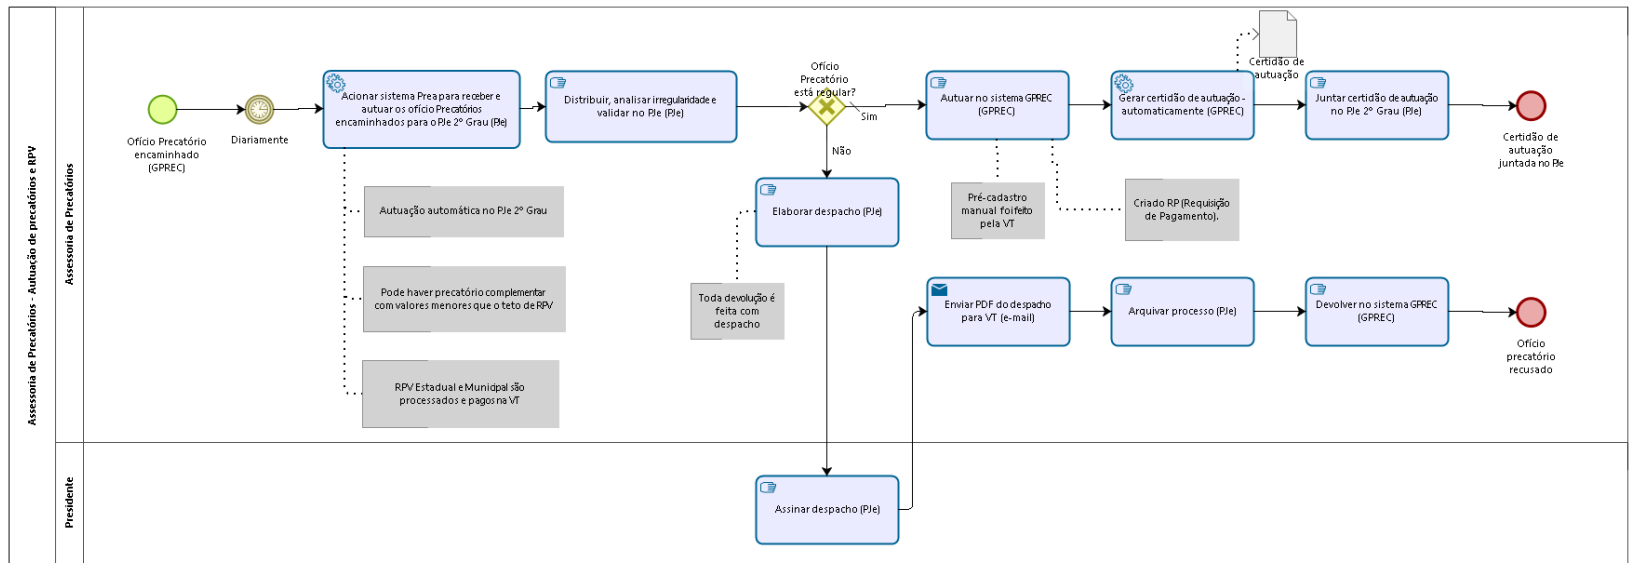 Assessoria de Precatórios - Autuação de precatórios e RPV
Assessoria de Precatórios
Ofício Precatório
encaminhado
(GPREC)
Diariamente
Acionar sistema Prea para receber e
autuar os ofício Precatórios
encaminhados para o PJe 2º Grau (PJe)
Autuação automática no PJe 2º Grau
Pode haver precatório complementar
com valores menores que o teto de RPV
RPV Estadual e Municipal são
processados e pagos na VT
Distribuir, analisar irregularidade e
validar no PJe (PJe)
Ofício
Precatório
está regular?
Sim
Não
Elaborar despacho (PJe)
Toda devolução é
feita com
despacho
Autuar no sistema GPREC
(GPREC)
Pré-cadastro
manual foi feito
pela VT
Criado RP (Requisição
de Pagamento).
Gerar certidão de autuação -
automaticamente (GPREC)
Certidão de
autuação
Juntar certidão de autuação
no PJe 2º Grau (PJe)
Certidão de
autuação
juntada no PJe
Enviar PDF do despacho
para VT (e-mail)
Arquivar processo (PJe)
Devolver no sistema GPREC
(GPREC)
Ofício
precatório
recusado
Presidente
Assinar despacho (PJe)